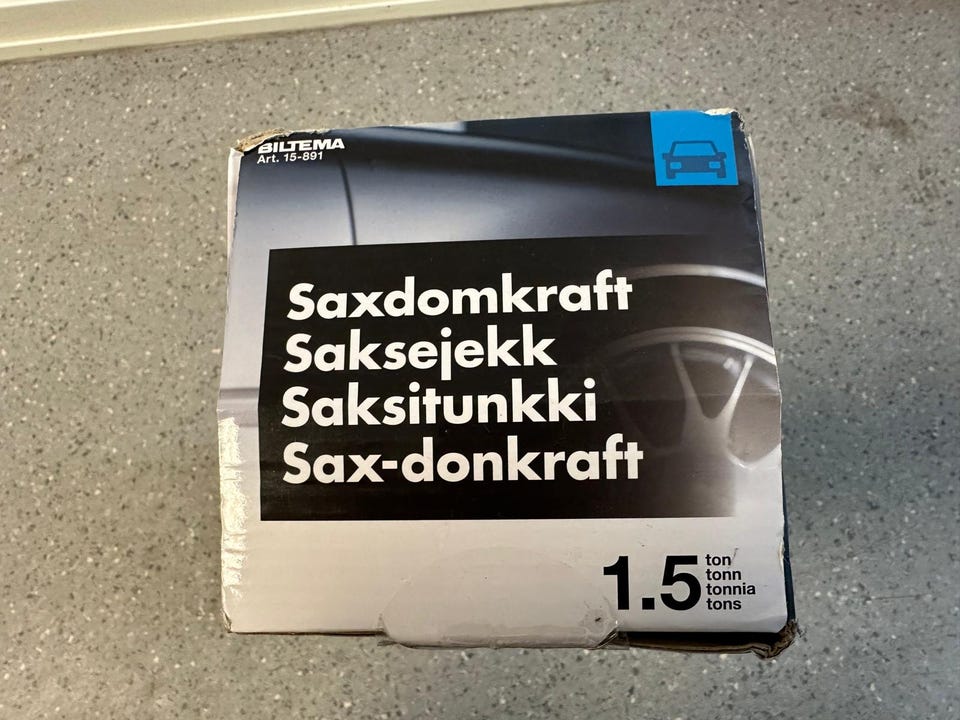 BILTEMA
Art. 15-891
Saxdomkraft
Saksejekk
Saksitunkki
Sax-donkraft
1.5 ton
tonn
tonnia
tons